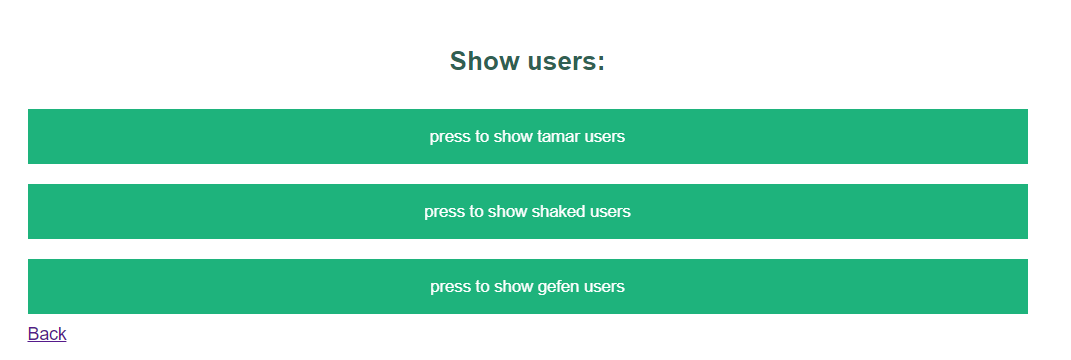 Show users:
press to show tamar users
press to show shaked users
press to show gefen users
Back